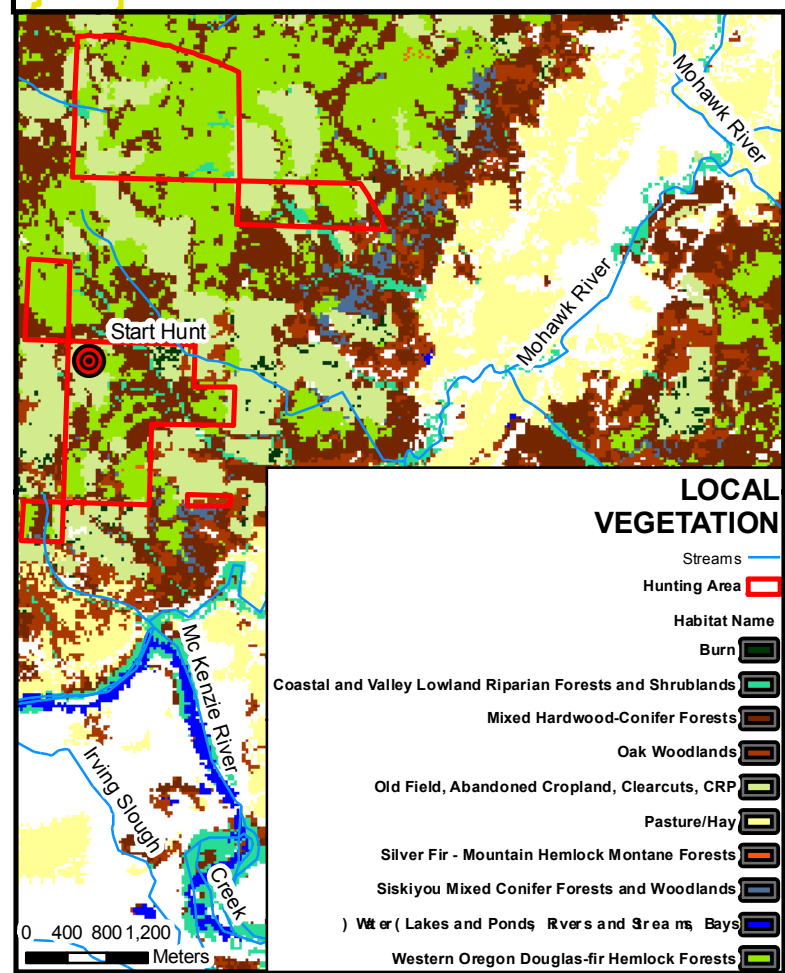 Mohawk River
Mohawk River
Start Hunt
LOCAL
VEGETATION
Streams
Hunting Area
Habitat Name
Burn
Coastal and Valley Lowland Riparian Forests and Shrublands
Mixed Hardwood-Conifer Forests
Oak Woodlands
Old Field, Abandoned Cropland, Clearcuts, CRP
Pasture/Hay
Silver Fir - Mountain Hemlock Montane Forests
Siskiyou Mixed Conifer Forests and Woodlands
) Water ( Lakes and Ponds, Rivers and Streams, Bays
Western Oregon Douglas-fir Hemlock Forests
Mc Kenzie River
Irving Slough
Creek
0 400 800 1,200
Meters